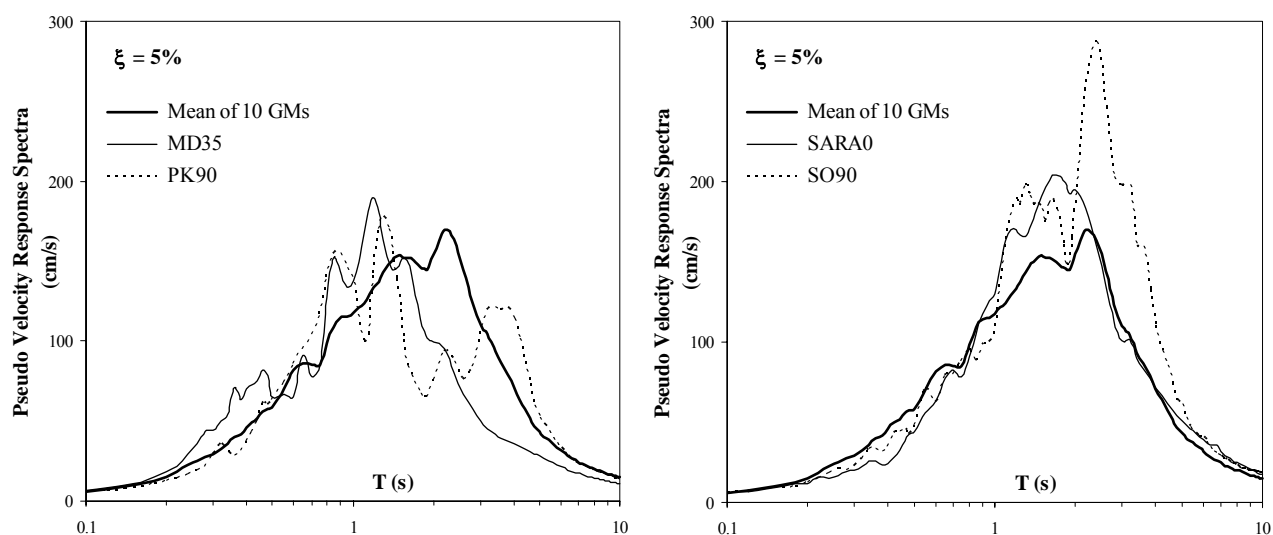 300
ξ = 5%
Mean of 10 GMs
MD35
PK90
200
100
0
Pseudo Velocity Response Spectra
(cm/s)
T (s)
0.1
1
10
300
ξ = 5%
Mean of 10 GMs
SARA0
SO90
200
100
0
Pseudo Velocity Response Spectra
(cm/s)
T (s)
0.1
1
10